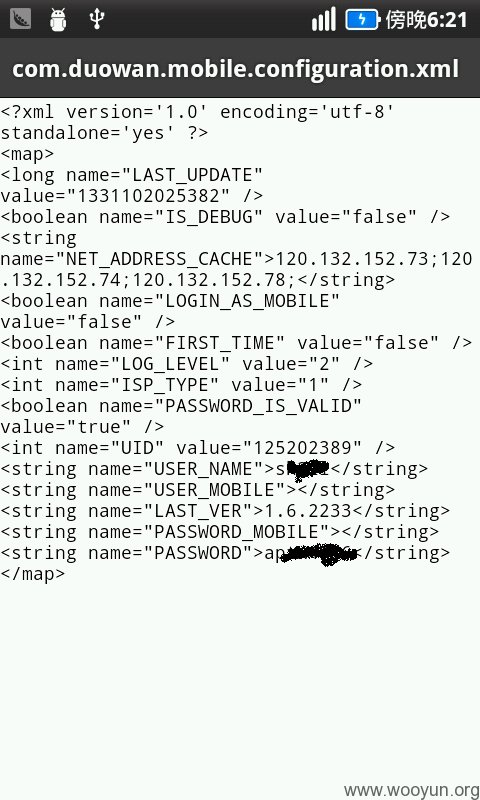 傍晚6:21
com.duowan.mobile.configuration.xml
<?xml version='1.0' encoding='utf-8'
standalone='yes' ?>
<map>
<long name="LAST_UPDATE"
value="1331102025382" />
<boolean name="IS_DEBUG" value="false" />
<string
name="NET_ADDRESS_CACHE">120.132.152.73;120
.132.152.74;120.132.152.78;</string>
<boolean name="LOGIN_AS_MOBILE"
value="false" />
<boolean name="FIRST_TIME" value="false" />
<int name="LOG_LEVEL" value="2" />
<int name="ISP_TYPE" value="1" />
<boolean name="PASSWORD_IS_VALID"
value="true" />
<int name="UID" value="125202389" />
<string name="USER_NAME"></string>
<string name="USER_MOBILE"></string>
<string name="LAST_VER">1.6.2233</string>
<string name="PASSWORD_MOBILE"></string>
<string name="PASSWORD"></string>
</map>
www.wooyun.org